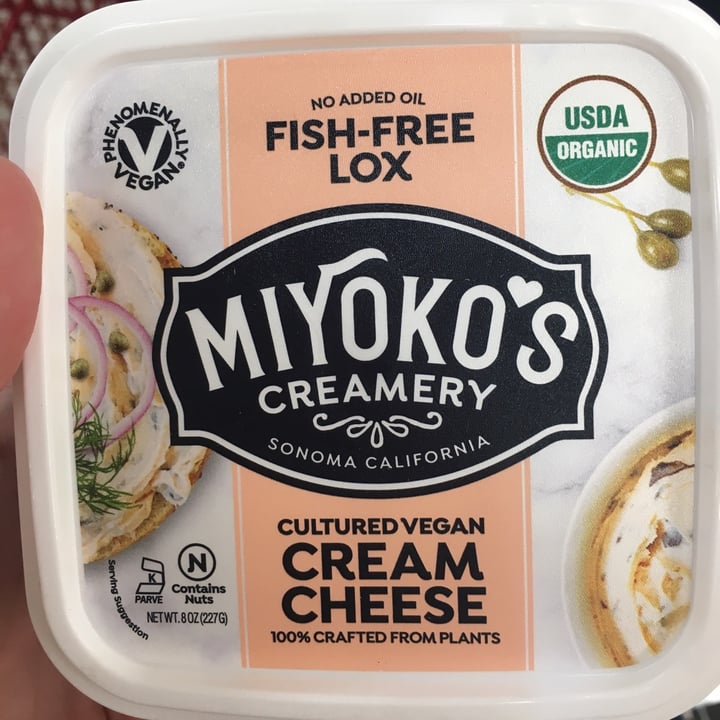 NO ADDED OIL
FISH-FREE
LOX
PHENOMENALLY
V
VEGAN
USDA
ORGANIC
MIYOKO'S
CREAMERY
SONOMA CALIFORNIA
CULTURED VEGAN
CREAM
CHEESE
100% CRAFTED FROM PLANTS
K
PARVE
N
Contains
Nuts
NET WT. 8 OZ (227G)
Serving Suggestion